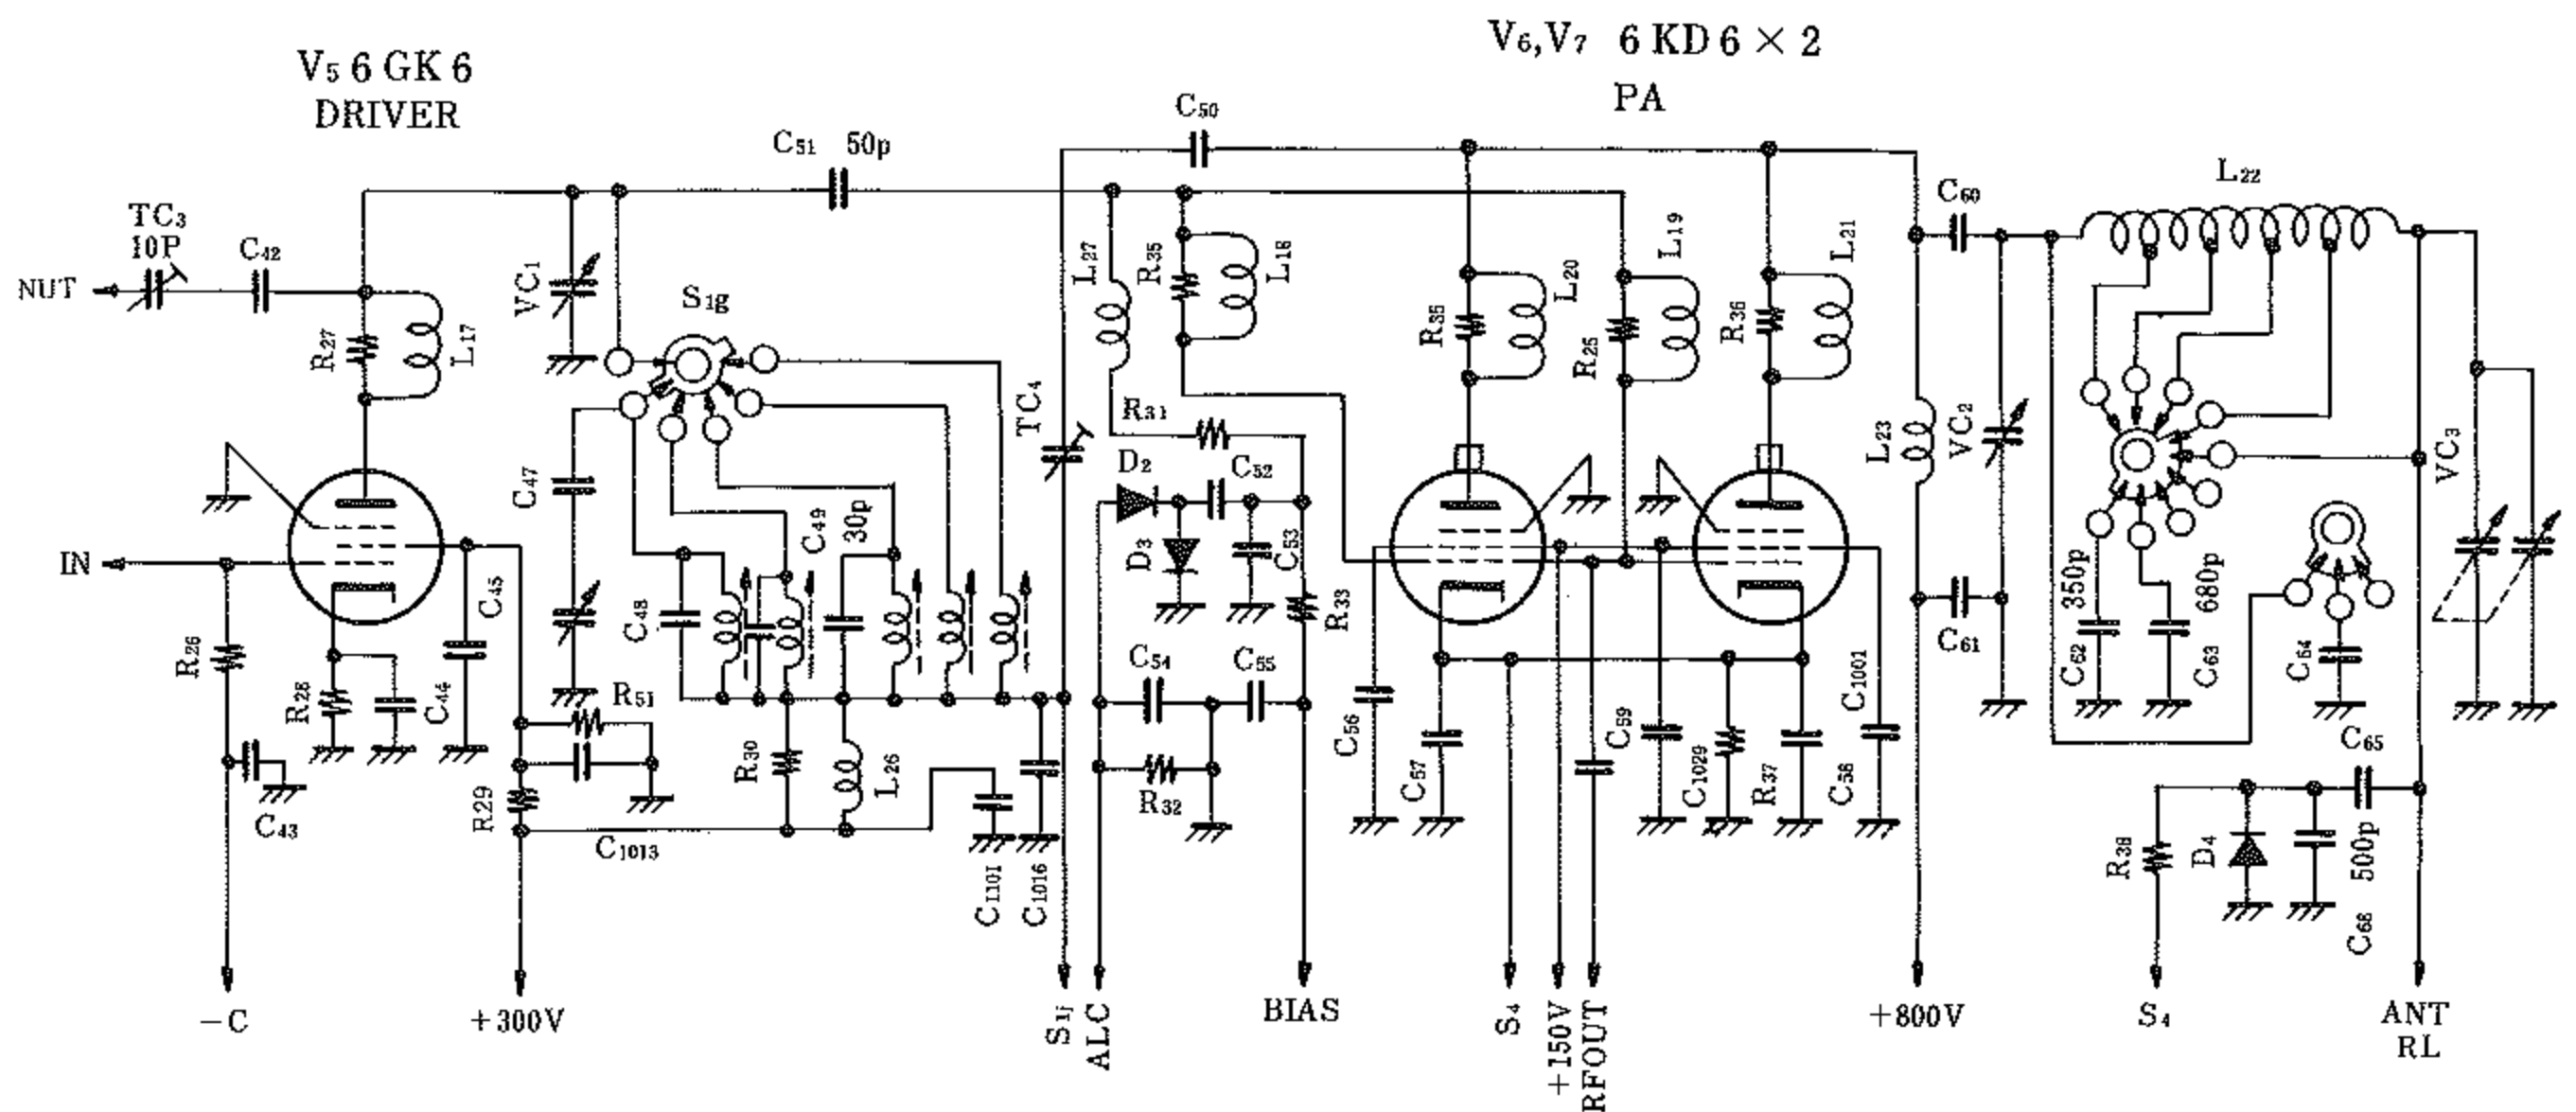 V5 6 GK 6
DRIVER
V6,V7 6 KD 6 × 2
PA
C50
C51 50p
TC3
10P
C42
NUT
VC1
S1g
L27
R35
L18
L20
L19
L21
C60
L22
R27
L17
R35
R25
R36
TC4
R31
L23
VC2
VC3
C47
D2
C52
IN
C49
30p
D3
C53
C45
C48
R33
350p
680p
R26
C61
C62
C63
C64
R28
C44
R51
C54
C55
C56
C1001
R30
L26
C57
C59
C1029
R37
C58
C65
R29
R32
C43
C1013
C1101
C1016
R38
D4
500p
C68
-C
+300V
S1j
ALC
BIAS
S4
+150V
RFOUT
+800V
S4
ANT
RL